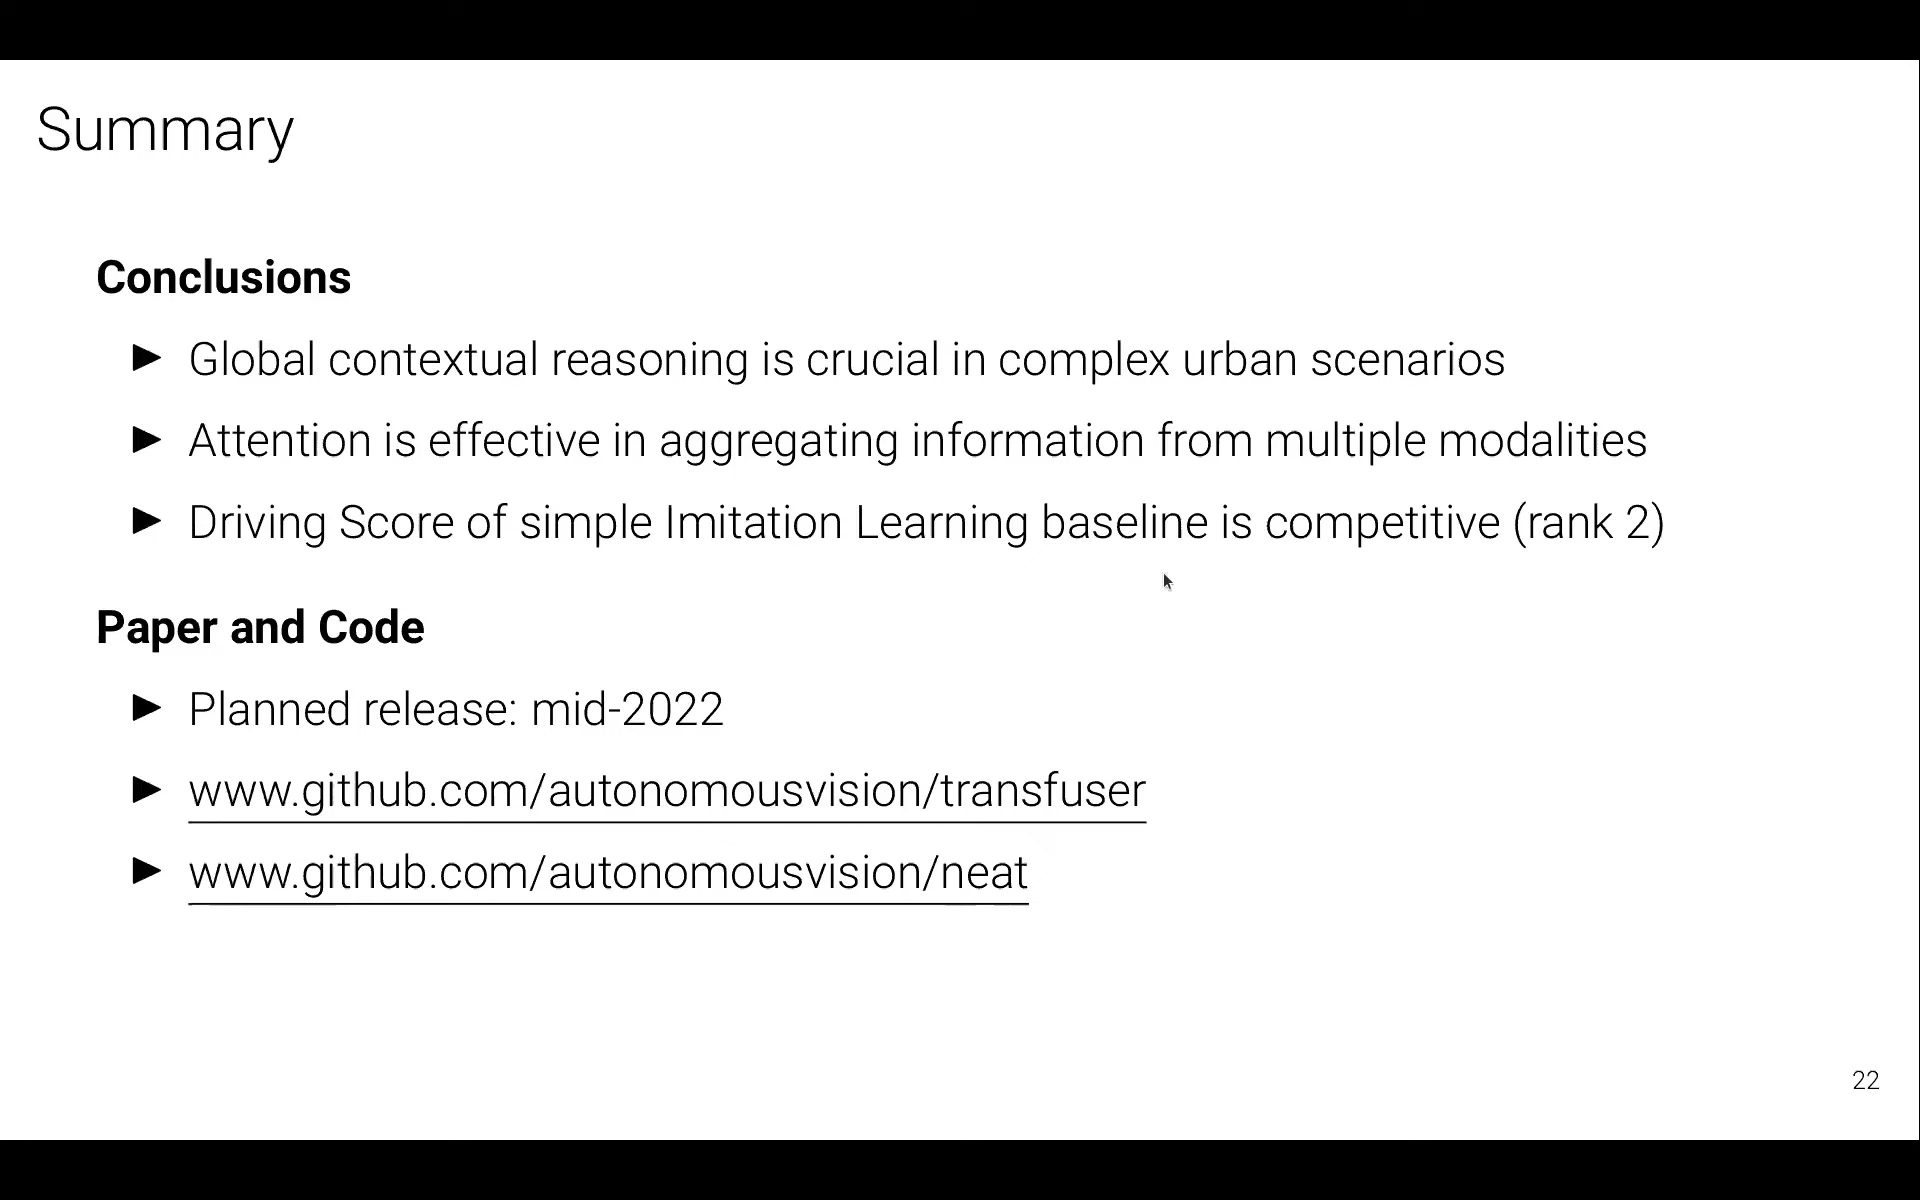 Summary
Conclusions
► Global contextual reasoning is crucial in complex urban scenarios
► Attention is effective in aggregating information from multiple modalities
► Driving Score of simple Imitation Learning baseline is competitive (rank 2)
Paper and Code
► Planned release: mid-2022
► www.github.com/autonomousvision/transfuser
► www.github.com/autonomousvision/neat
22